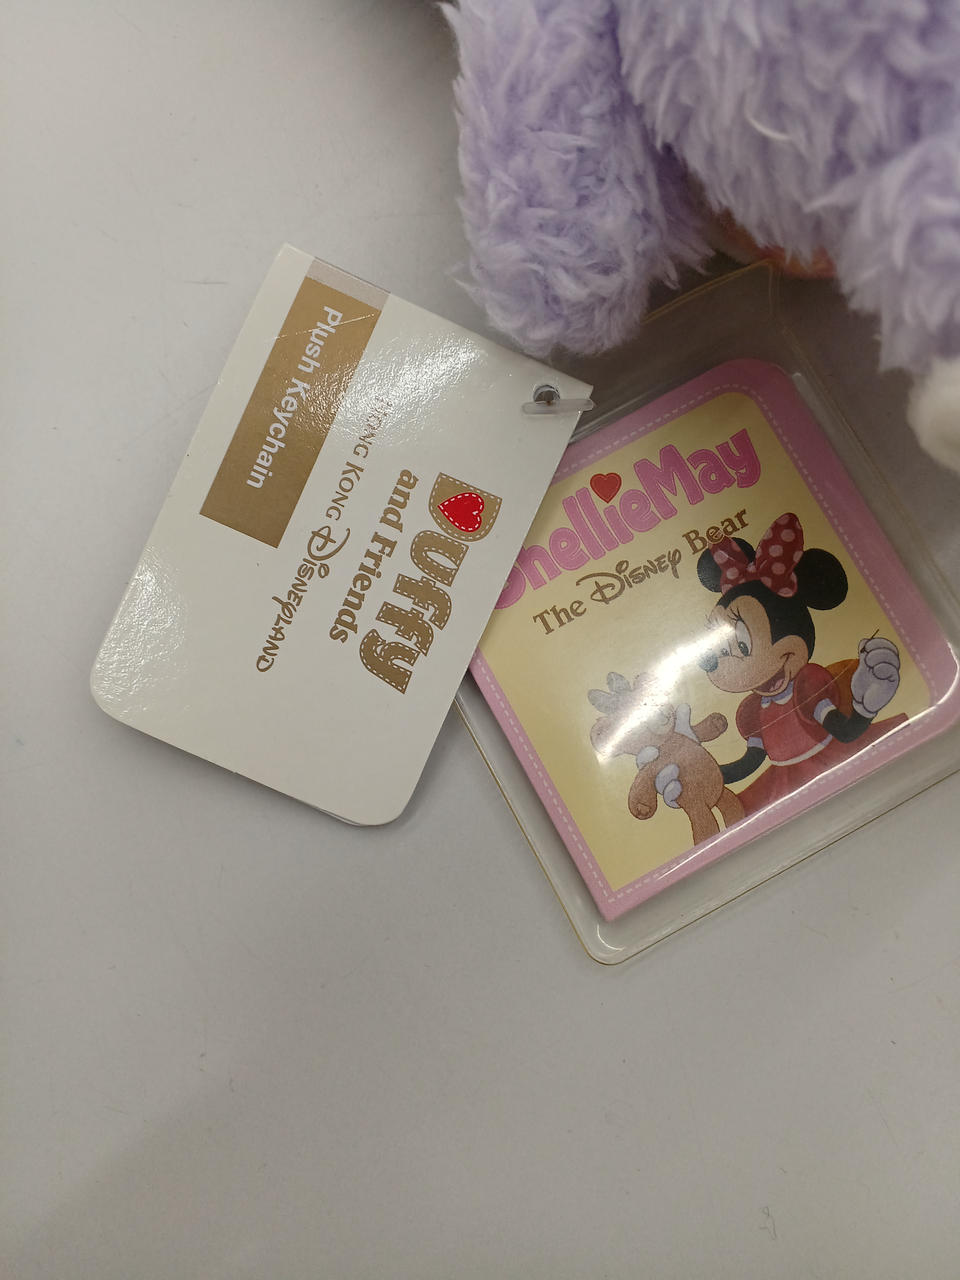 Duffy
and Friends
HONG KONG DISNEYLAND
Plush Keychain
ShellieMay
The Disney Bear